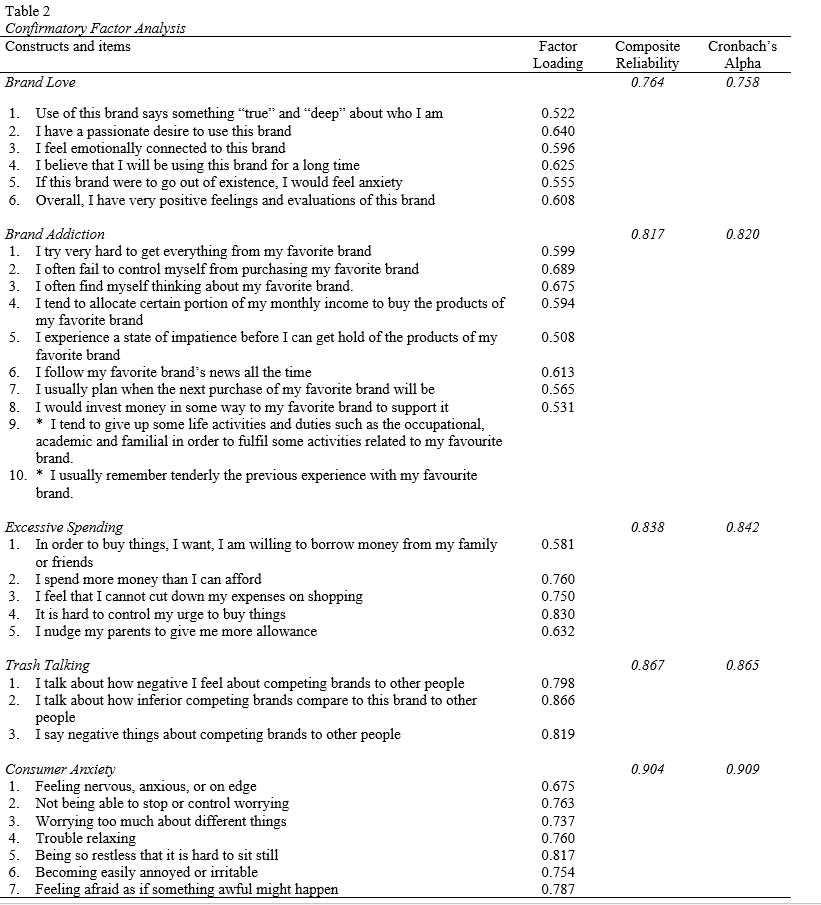 Table 2
Confirmatory Factor Analysis
Constructs and items Factor Loading Composite Reliability Cronbach's Alpha
Brand Love 0.764 0.758
1. Use of this brand says something “true” and “deep” about who I am 0.522
2. I have a passionate desire to use this brand 0.640
3. I feel emotionally connected to this brand 0.596
4. I believe that I will be using this brand for a long time 0.625
5. If this brand were to go out of existence, I would feel anxiety 0.555
6. Overall, I have very positive feelings and evaluations of this brand 0.608
Brand Addiction 0.817 0.820
1. I try very hard to get everything from my favorite brand 0.599
2. I often fail to control myself from purchasing my favorite brand 0.689
3. I often find myself thinking about my favorite brand. 0.675
4. I tend to allocate certain portion of my monthly income to buy the products of 0.594
my favorite brand
5. I experience a state of impatience before I can get hold of the products of my 0.508
favorite brand
6. I follow my favorite brand’s news all the time 0.613
7. I usually plan when the next purchase of my favorite brand will be 0.565
8. I would invest money in some way to my favorite brand to support it 0.531
9. * I tend to give up some life activities and duties such as the occupational,
academic and familial in order to fulfil some activities related to my favourite
brand.
10. * I usually remember tenderly the previous experience with my favourite
brand.
Excessive Spending 0.838 0.842
1. In order to buy things, I want, I am willing to borrow money from my family 0.581
or friends
2. I spend more money than I can afford 0.760
3. I feel that I cannot cut down my expenses on shopping 0.750
4. It is hard to control my urge to buy things 0.830
5. I nudge my parents to give me more allowance 0.632
Trash Talking 0.867 0.865
1. I talk about how negative I feel about competing brands to other people 0.798
2. I talk about how inferior competing brands compare to this brand to other 0.866
people
3. I say negative things about competing brands to other people 0.819
Consumer Anxiety 0.904 0.909
1. Feeling nervous, anxious, or on edge 0.675
2. Not being able to stop or control worrying 0.763
3. Worrying too much about different things 0.737
4. Trouble relaxing 0.760
5. Being so restless that it is hard to sit still 0.817
6. Becoming easily annoyed or irritable 0.754
7. Feeling afraid as if something awful might happen 0.787